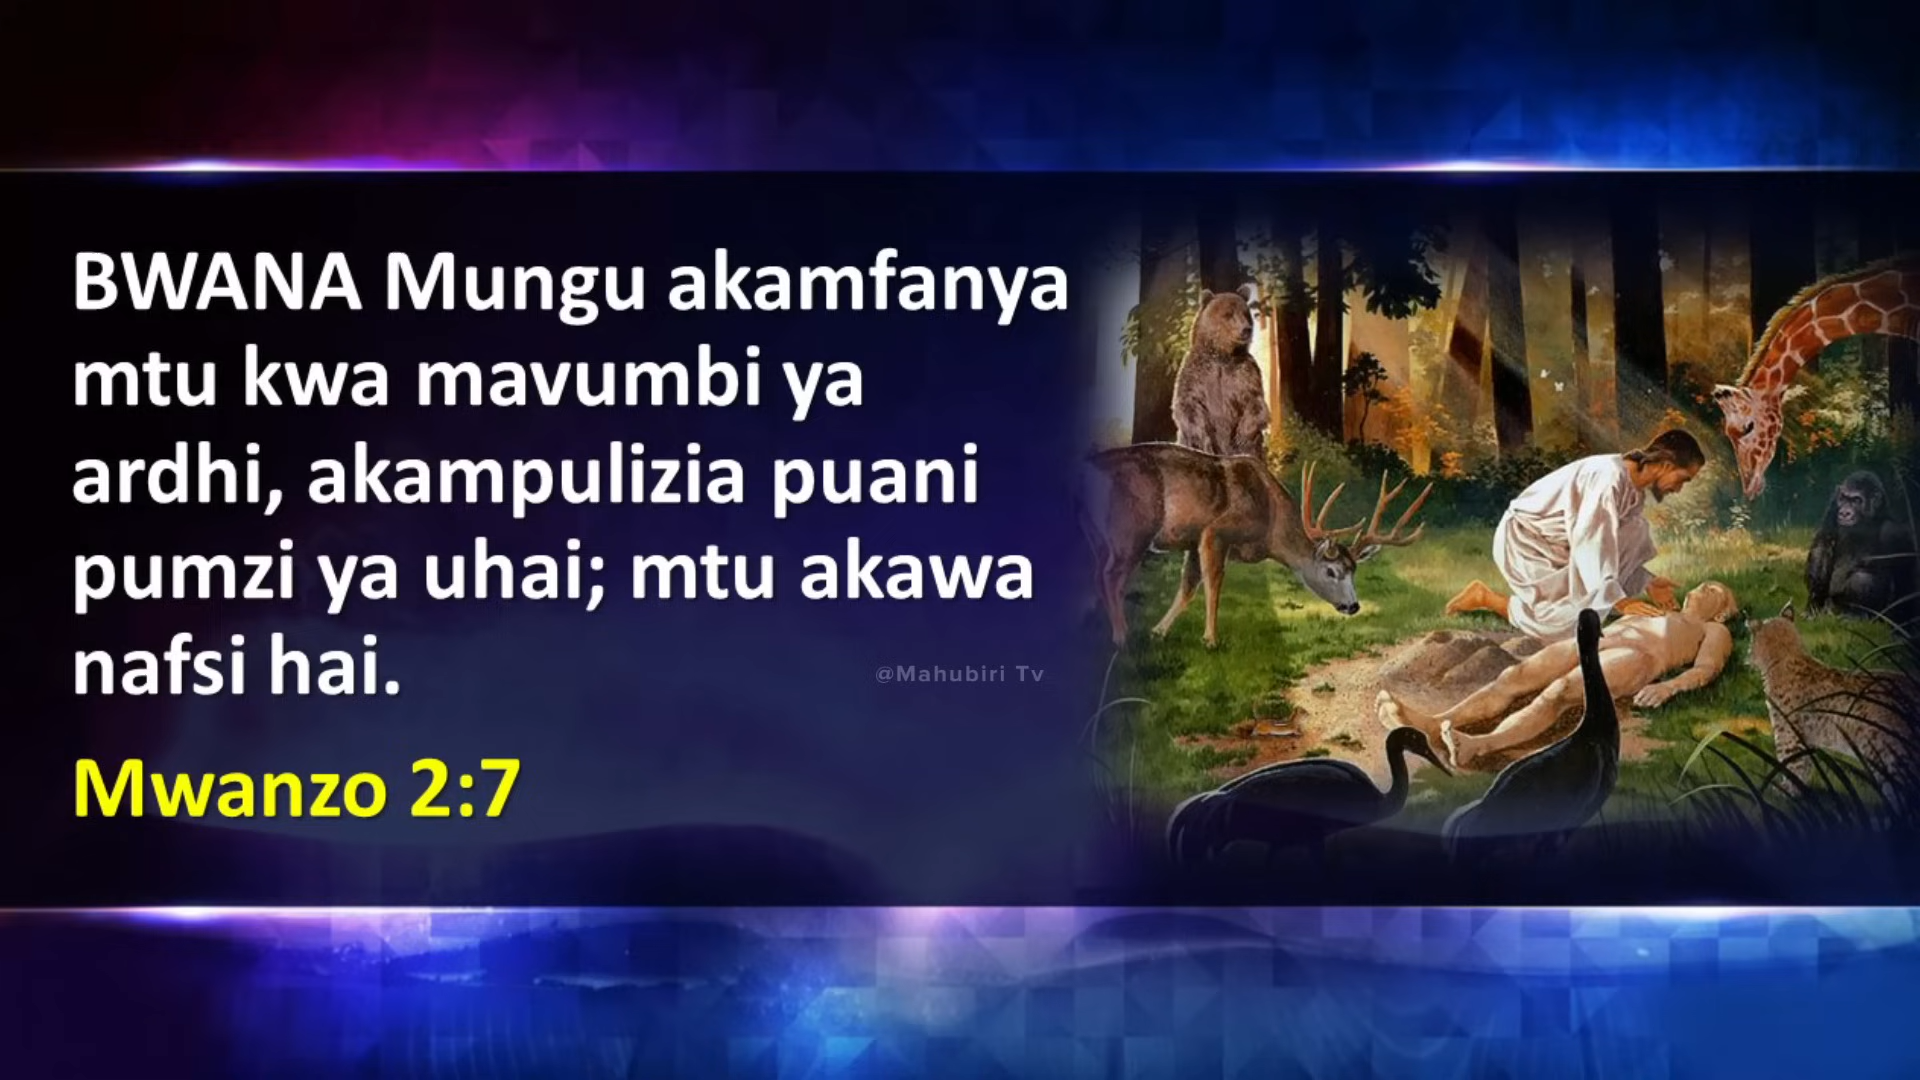 BWANA Mungu akamfanya
mtu kwa mavumbi ya
ardhi, akampulizia puani
pumzi ya uhai; mtu akawa
nafsi hai.
@Mahubiri Tv
Mwanzo 2:7